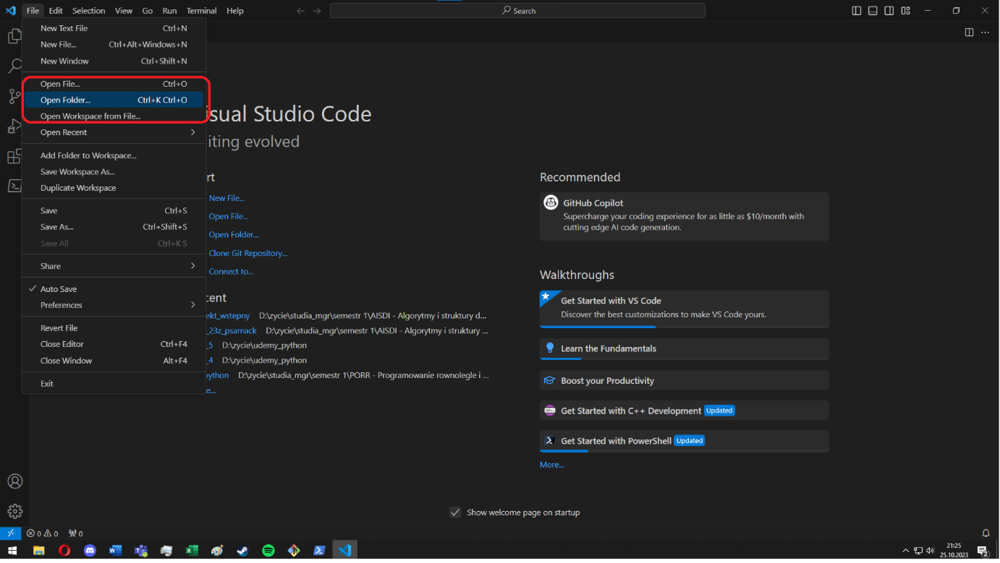 File Edit Selection View Go Run Terminal Help
Search
New Text File Ctrl+N
New File... Ctrl+Alt+Windows+N
New Window Ctrl+Shift+N
Open File... Ctrl+O
Open Folder... Ctrl+K Ctrl+O
Open Workspace from File...
Open Recent
Add Folder to Workspace...
Save Workspace As...
Duplicate Workspace
Save Ctrl+S
Save As... Ctrl+Shift+S
Save All Ctrl+K S
Share
Auto Save
Preferences
Revert File
Close Editor Ctrl+F4
Close Window Alt+F4
Exit
isual Studio Code
iting evolved
rt
New File...
Open File...
Open Folder...
Clone Git Repository...
Connect to...
cent
ekt_wstepny D:\zycie\studia_mgr\semestr 1\AISDI - Algorytmy i struktury d...
_23z_psarnack D:\zycie\studia_mgr\semestr 1\AISDI - Algorytmy i struktury ...
_5 D:\zycie\udemy_python
_4 D:\zycie\udemy_python
python D:\zycie\studia_mgr\semestr 1\PORR - Programowanie rownolegle i ...
e...
Recommended
GitHub Copilot
Supercharge your coding experience for as little as $10/month with
cutting edge AI code generation.
Walkthroughs
Get Started with VS Code
Discover the best customizations to make VS Code yours.
Learn the Fundamentals
Boost your Productivity
Get Started with C++ Development Updated
Get Started with PowerShell Updated
More...
Show welcome page on startup
0 0 0
21:25
25.10.2023
2